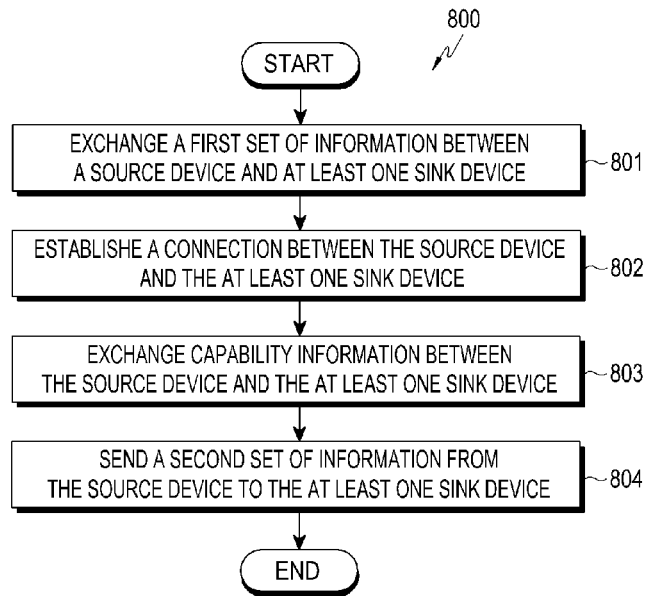 800
START
EXCHANGE A FIRST SET OF INFORMATION BETWEEN
A SOURCE DEVICE AND AT LEAST ONE SINK DEVICE
801
ESTABLISHE A CONNECTION BETWEEN THE SOURCE DEVICE
AND THE AT LEAST ONE SINK DEVICE
802
EXCHANGE CAPABILITY INFORMATION BETWEEN
THE SOURCE DEVICE AND THE AT LEAST ONE SINK DEVICE
803
SEND A SECOND SET OF INFORMATION FROM
THE SOURCE DEVICE TO THE AT LEAST ONE SINK DEVICE
804
END